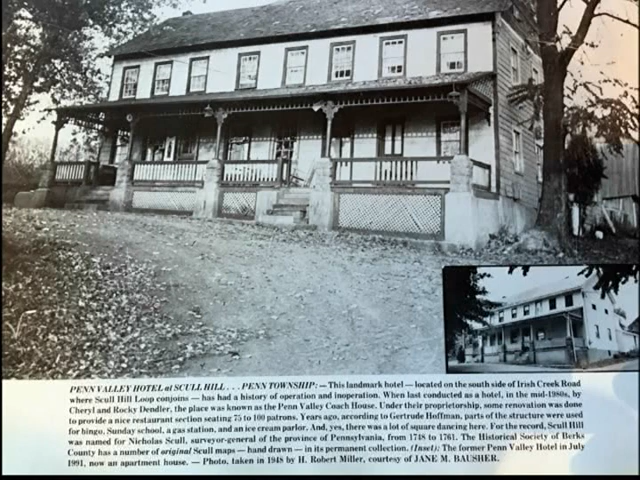 PENN VALLEY HOTEL at SCULL HILL . . . PENN TOWNSHIP: — This landmark hotel — located on the south side of Irish Creek Road
where Scull Hill Loop conjoins — has had a history of operation and inoperation. When last conducted as a hotel, in the mid-1980s, by
Cheryl and Rocky Dendler, the place was known as the Penn Valley Coach House. Under their proprietorship, some renovation was done
to provide a nice restaurant section seating 75 to 100 patrons. Years ago, according to Gertrude Hoffman, parts of the structure were used
for bingo, Sunday school, a gas station, and an ice cream parlor. And, yes, there was a lot of square dancing here. For the record, Scull Hill
was named for Nicholas Scull, surveyor-general of the province of Pennsylvania, from 1748 to 1761. The Historical Society of Berks
County has a number of original Scull maps — hand drawn — in its permanent collection. (Inset): The former Penn Valley Hotel in July
1991, now an apartment house. — Photo, taken in 1948 by H. Robert Miller, courtesy of JANE M. BAUSHER.